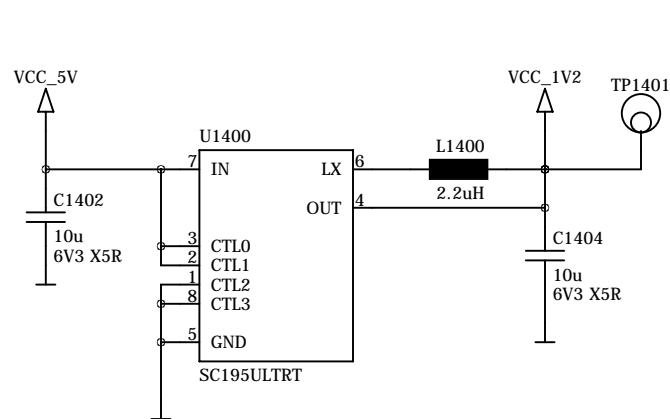 VCC_5V
VCC_1V2
TP1401
U1400
L1400
7 IN
LX 6
2.2uH
C1402
10u
6V3 X5R
OUT 4
3 CTL0
2 CTL1
1 CTL2
8 CTL3
C1404
10u
6V3 X5R
5 GND
SC195ULTRT